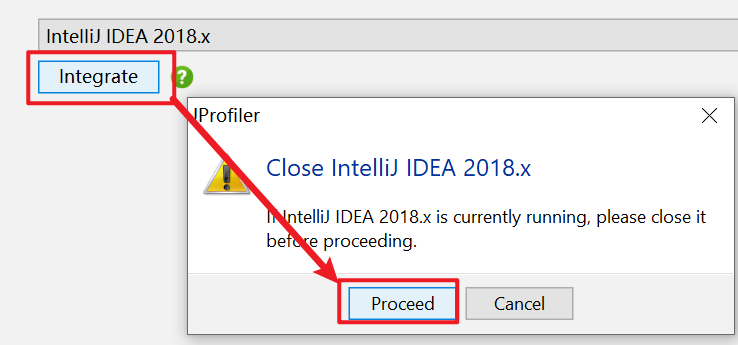 IntelliJ IDEA 2018.x
Integrate
?
JProfiler
Close IntelliJ IDEA 2018.x
If IntelliJ IDEA 2018.x is currently running, please close it
before proceeding.
Proceed
Cancel